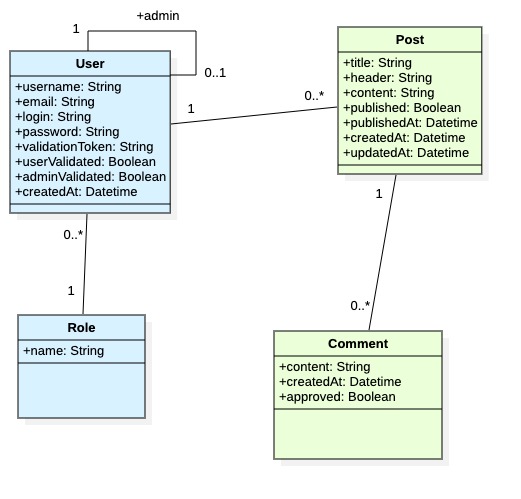 +admin
1
0..1
User
+username: String
+email: String
+login: String
+password: String
+validationToken: String
+userValidated: Boolean
+adminValidated: Boolean
+createdAt: Datetime
1
0..*
Post
+title: String
+header: String
+content: String
+published: Boolean
+publishedAt: Datetime
+createdAt: Datetime
+updatedAt: Datetime
0..*
1
1
0..*
Role
+name: String
Comment
+content: String
+createdAt: Datetime
+approved: Boolean